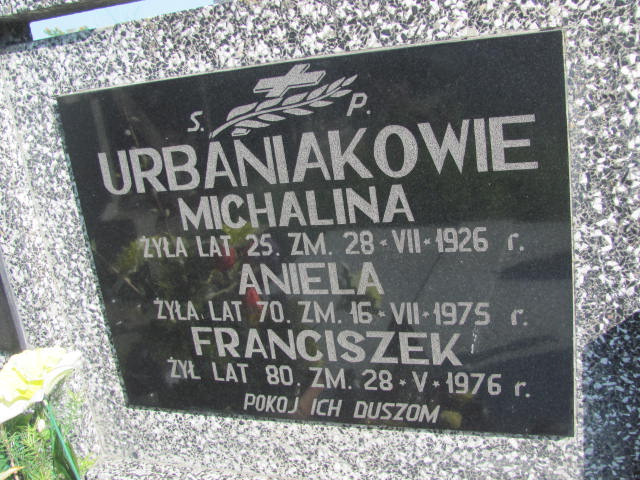 Ś. P.
URBANIAKOWIE
MICHALINA
ŻYŁA LAT 25. ZM. 28*VII*1926 r.
ANIELA
ŻYŁA LAT 70. ZM. 16*VII*1975 r.
FRANCISZEK
ŻYŁ LAT 80. ZM. 28*V*1976 r.
POKÓJ ICH DUSZOM